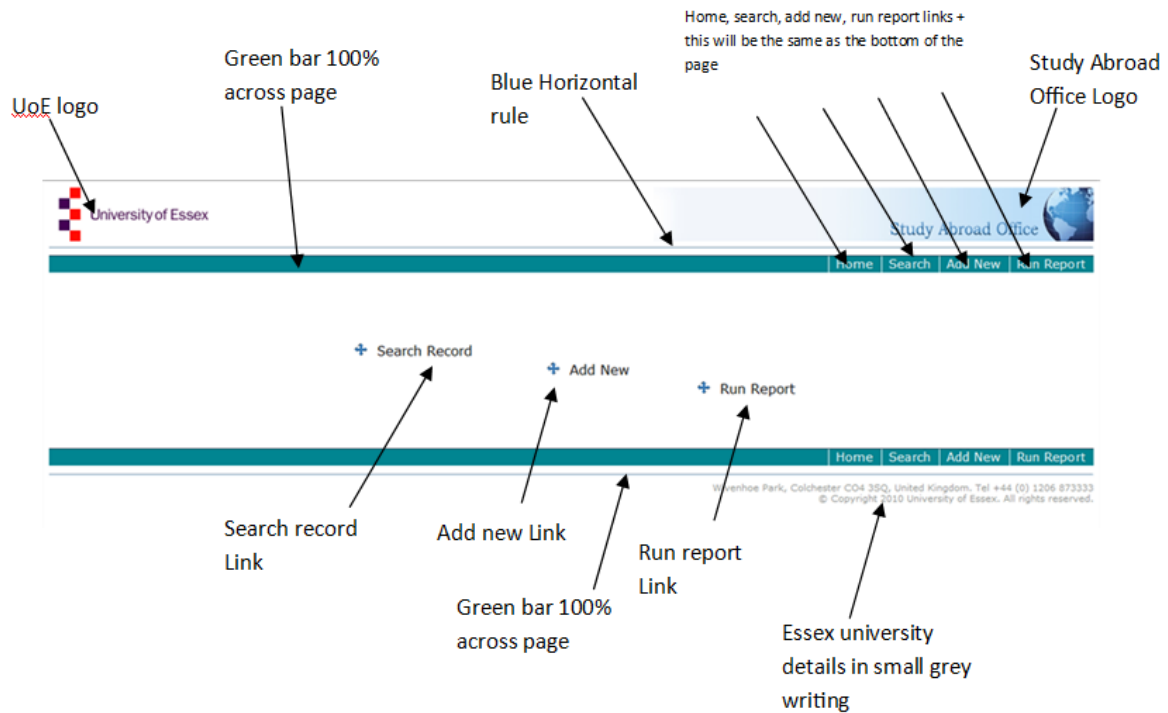 Home, search, add new, run report links +
this will be the same as the bottom of the
page
Green bar 100%
across page
Blue Horizontal
rule
Study Abroad
Office Logo
UoE logo
University of Essex
Study Abroad Office
Home
Search
Add New
Run Report
Search Record
Add New
Run Report
Home
Search
Add New
Run Report
Wivenhoe Park, Colchester CO4 3SQ, United Kingdom. Tel +44 (0) 1206 873333
© Copyright 2010 University of Essex. All rights reserved.
Search record
Link
Add new Link
Run report
Link
Green bar 100%
across page
Essex university
details in small grey
writing